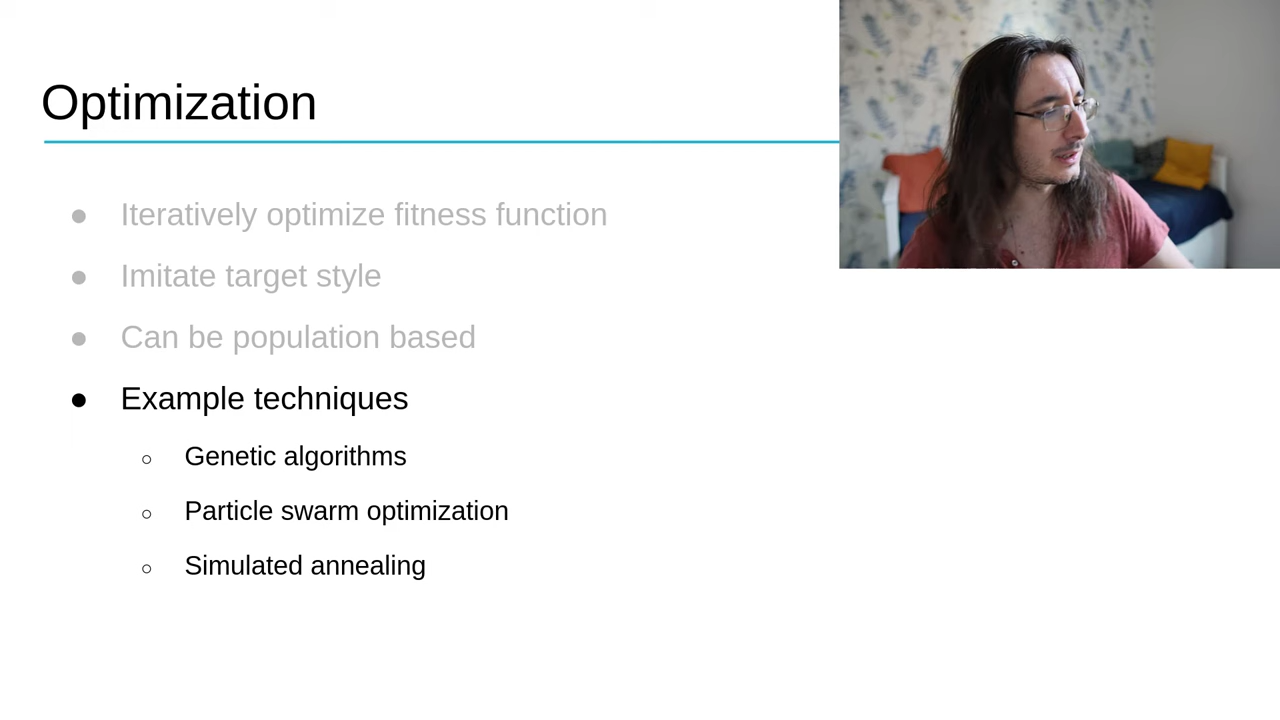 Optimization
● Iteratively optimize fitness function
● Imitate target style
● Can be population based
● Example techniques
○ Genetic algorithms
○ Particle swarm optimization
○ Simulated annealing